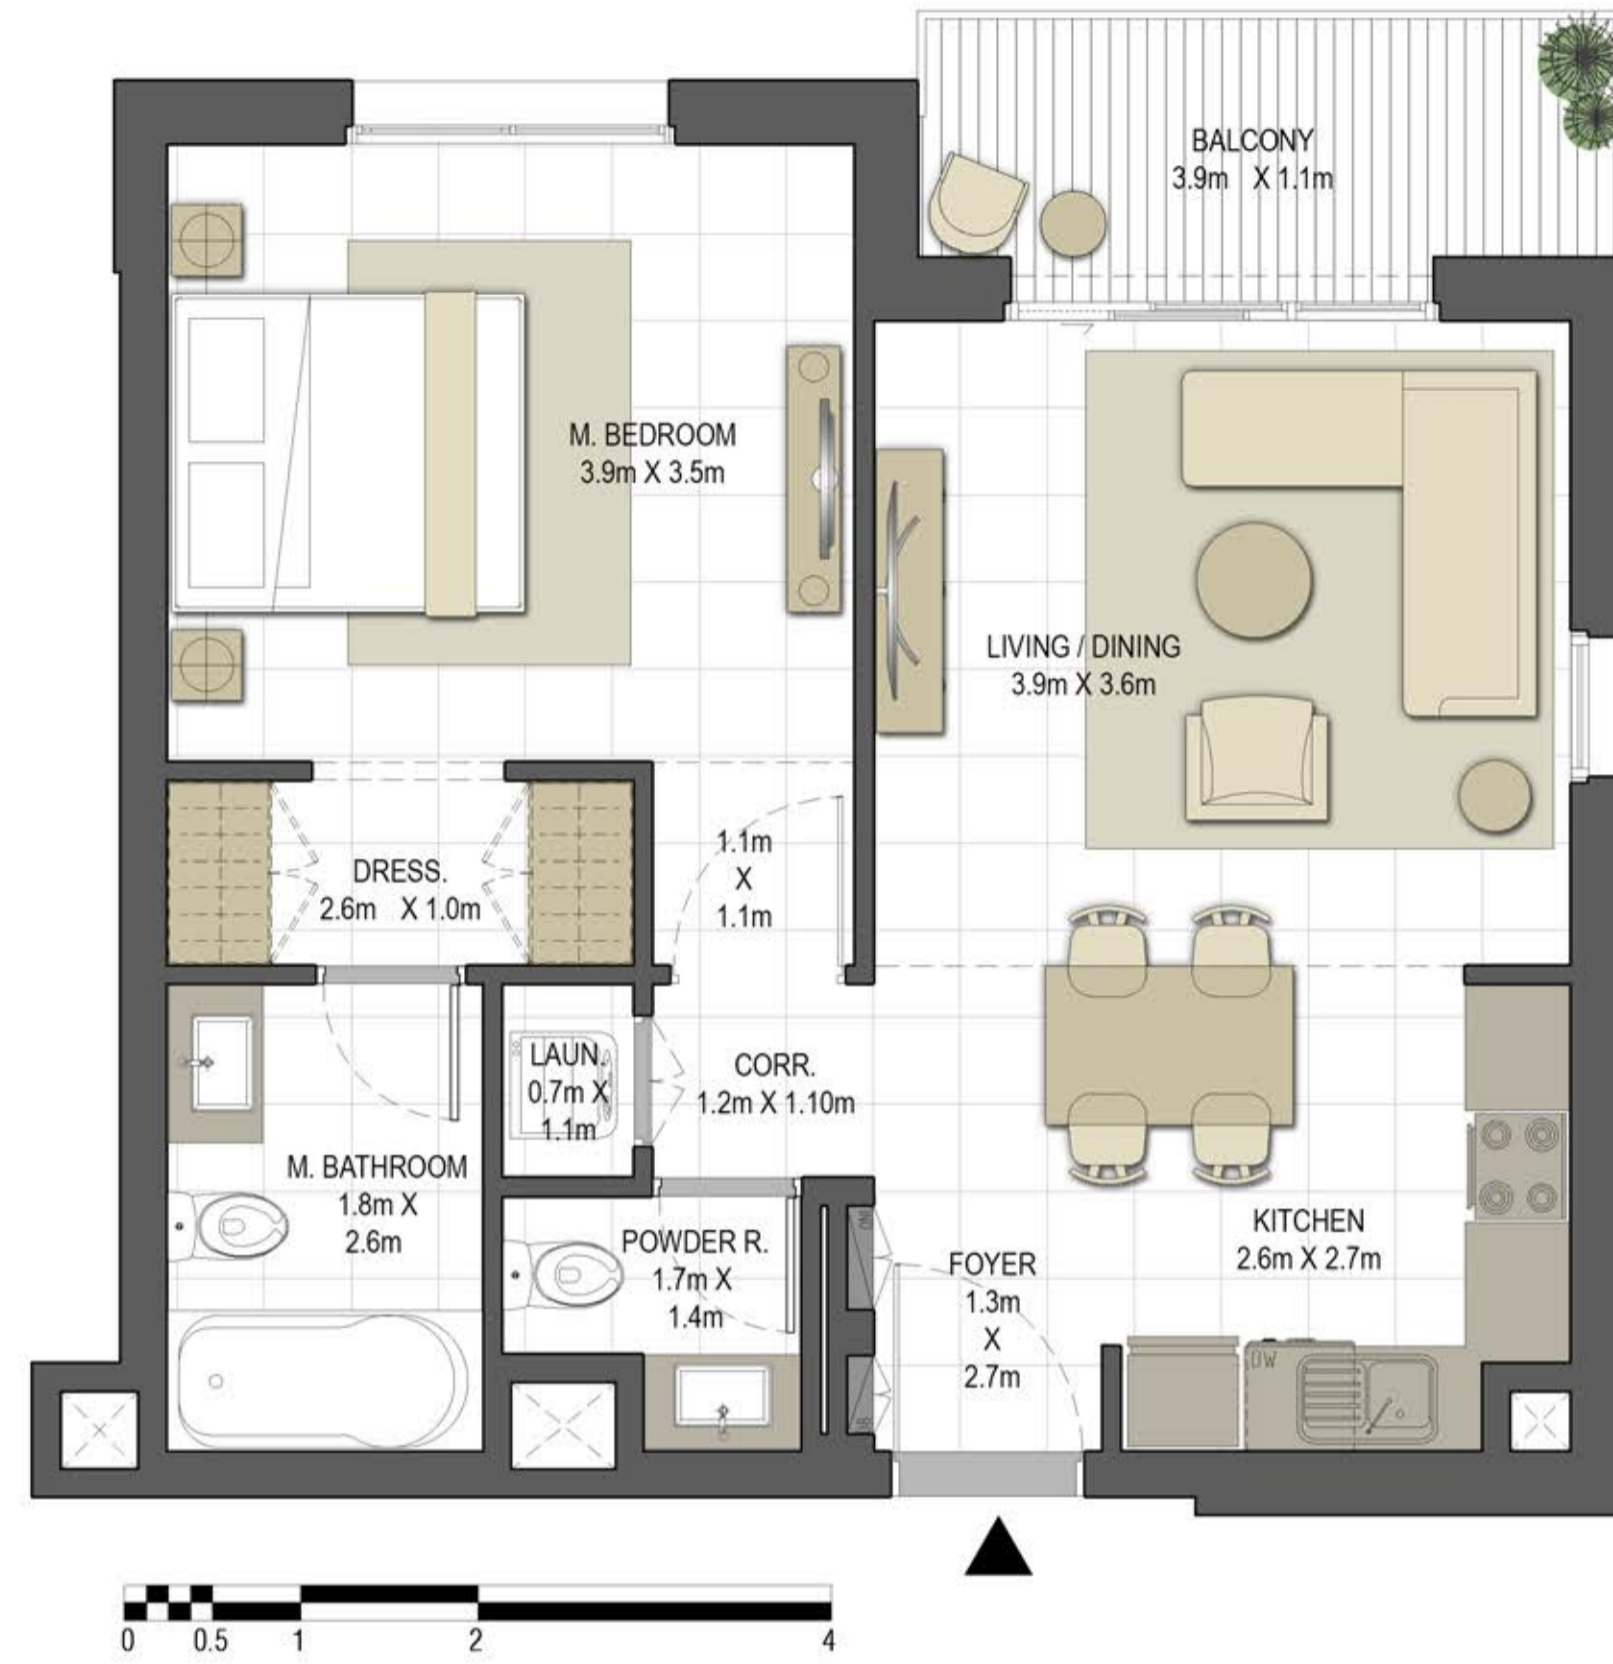 BALCONY
3.9m X 1.1m
M. BEDROOM
3.9m X 3.5m
LIVING / DINING
3.9m X 3.6m
DRESS.
2.6m X 1.0m
1.1m
X
1.1m
LAUN.
0.7m X
1.1m
CORR.
1.2m X 1.10m
M. BATHROOM
1.8m X
2.6m
POWDER R.
1.7m X
1.4m
FOYER
1.3m
X
2.7m
KITCHEN
2.6m X 2.7m
DW
0 0.5 1 2 4